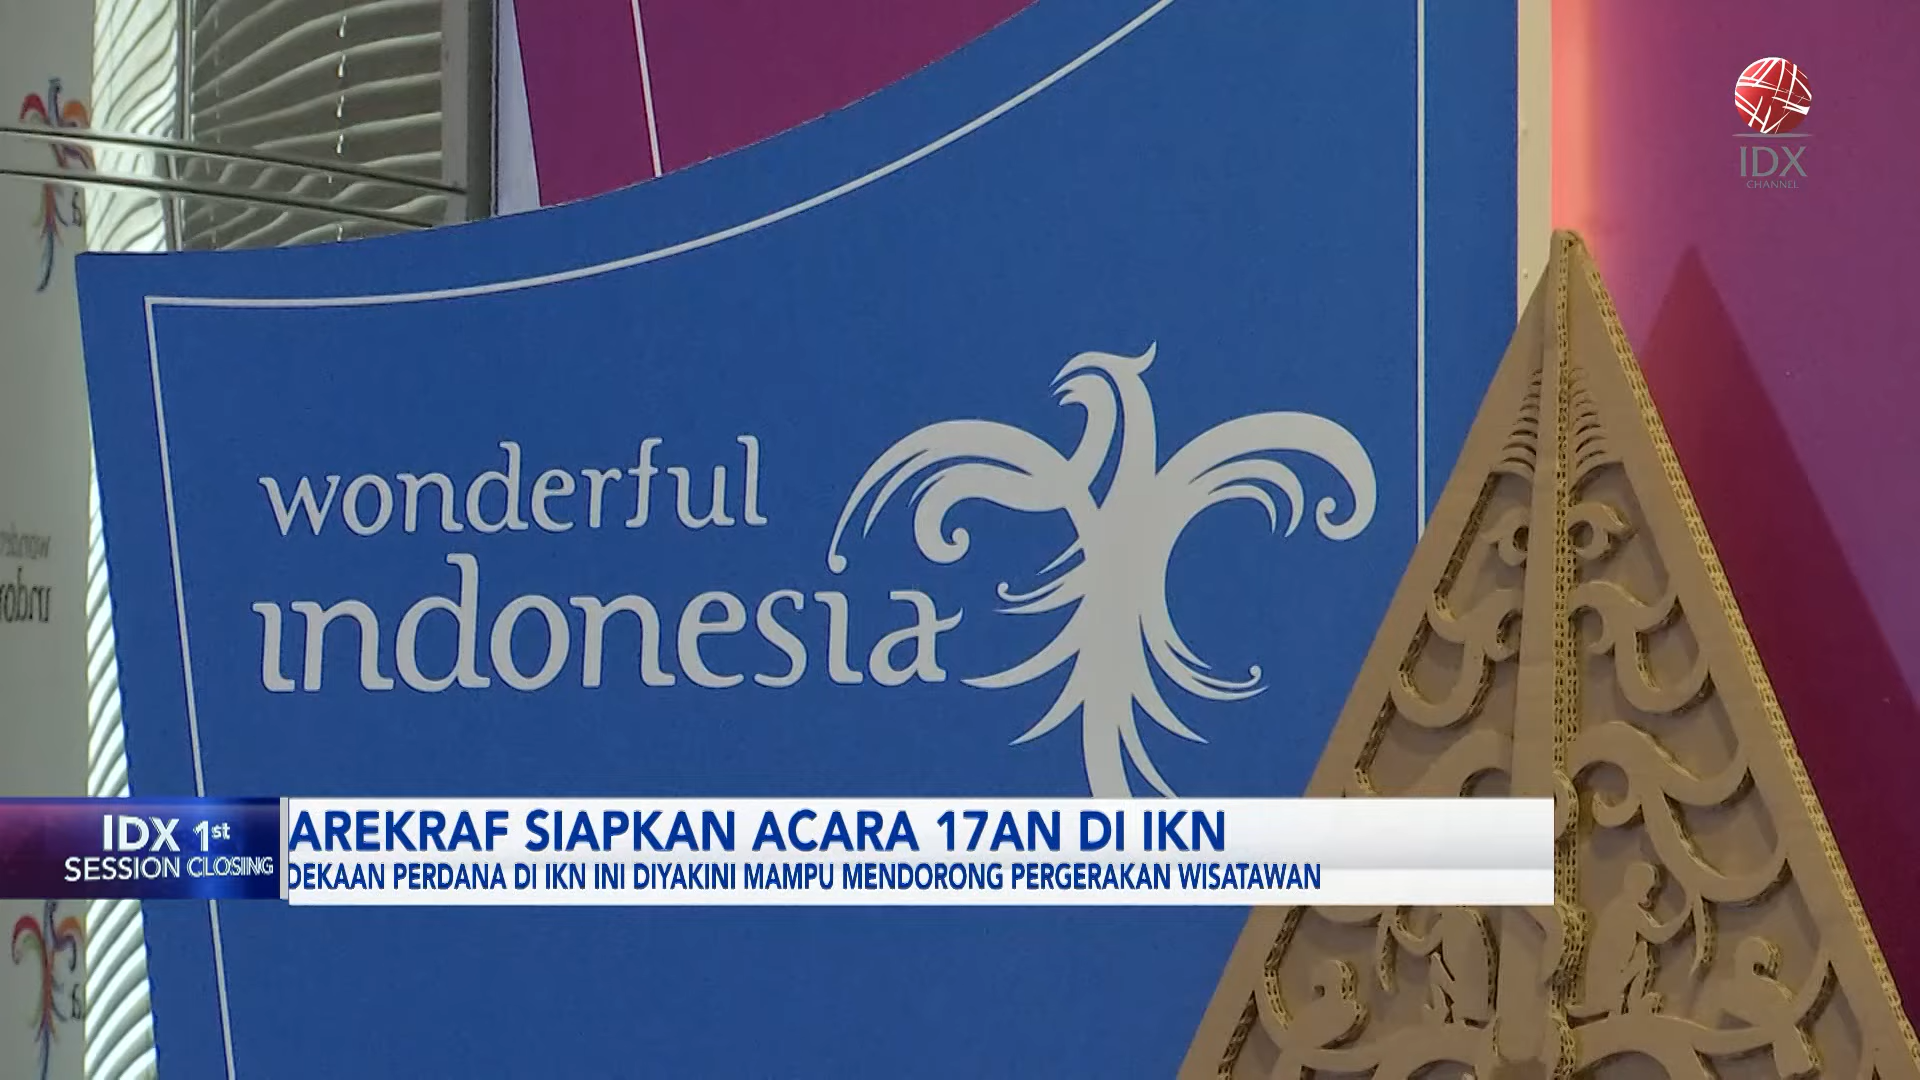 IDX
CHANNEL
wonderful
indonesia
IDX 1st
SESSION CLOSING
AREKRAF SIAPKAN ACARA 17AN DI IKN
DEKAAN PERDANA DI IKN INI DIYAKINI MAMPU MENDORONG PERGERAKAN WISATAWAN